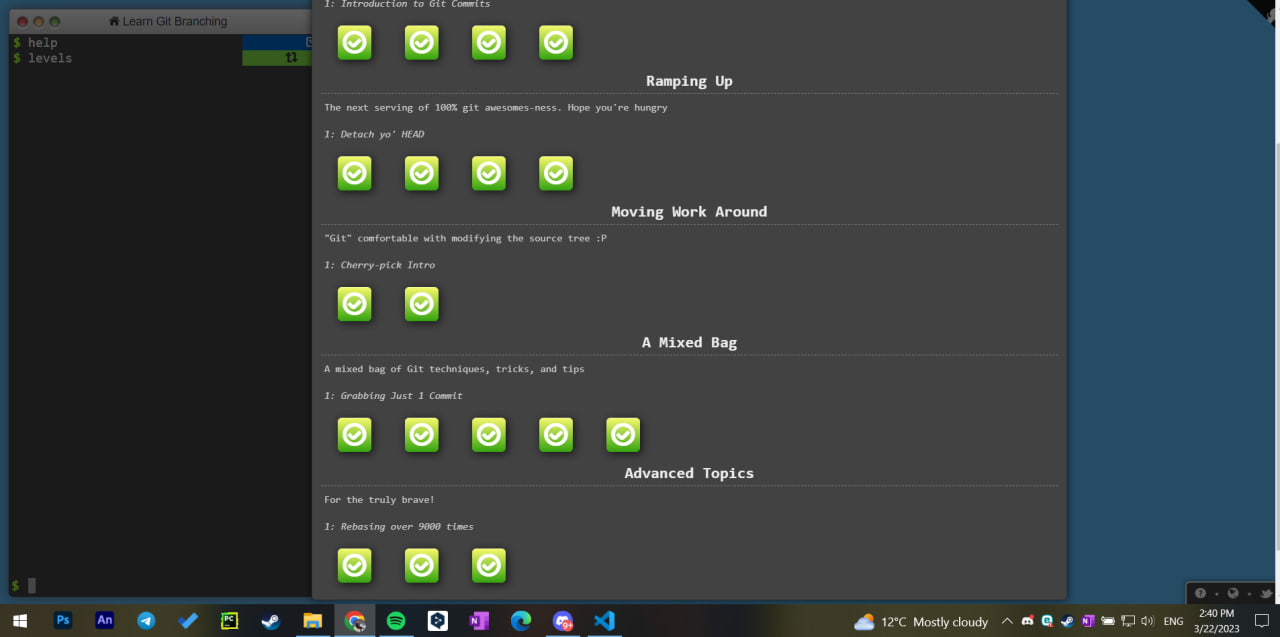 Learn Git Branching
$ help
$ levels
$
1: Introduction to Git Commits
Ramping Up
The next serving of 100% git awesomes-ness. Hope you're hungry
1: Detach yo' HEAD
Moving Work Around
"Git" comfortable with modifying the source tree :P
1: Cherry-pick Intro
A Mixed Bag
A mixed bag of Git techniques, tricks, and tips
1: Grabbing Just 1 Commit
Advanced Topics
For the truly brave!
1: Rebasing over 9000 times
Ps
An
PC
N
9+
12°C Mostly cloudy
N
ENG
2:40 PM
3/22/2023